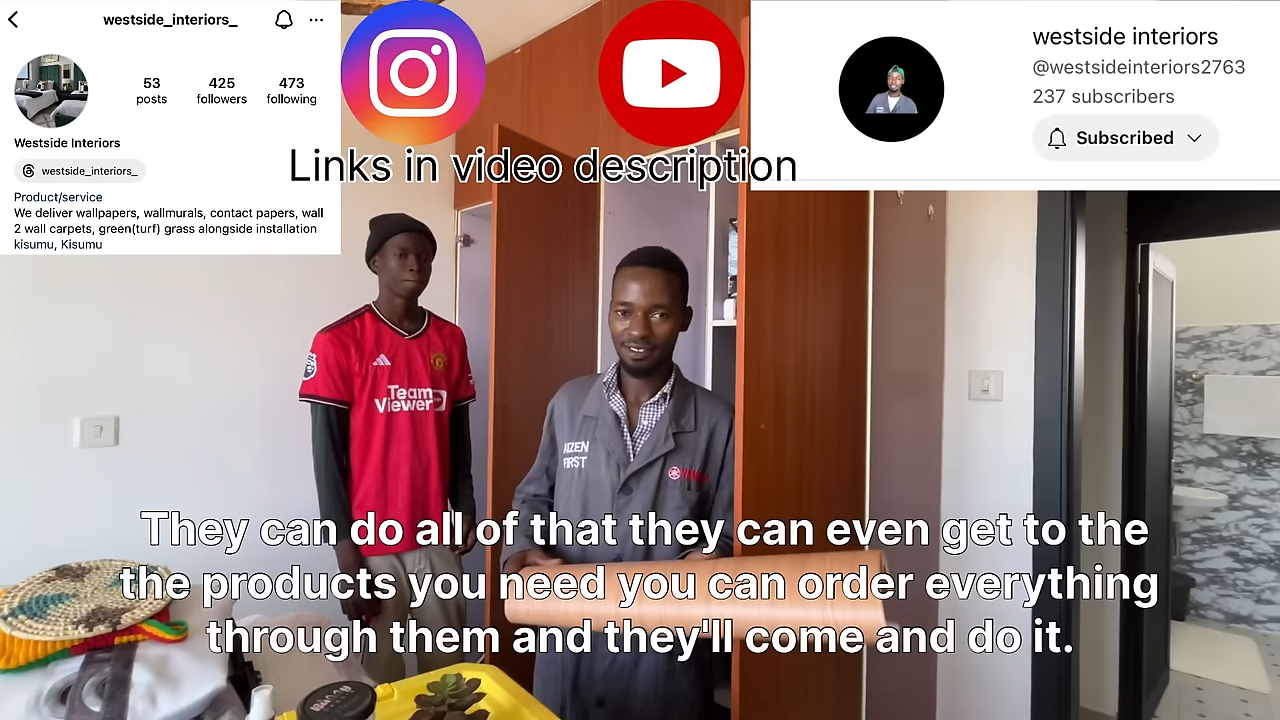 westside_interiors_
53
posts
425
followers
473
following
Westside Interiors
westside_interiors_
Product/service
We deliver wallpapers, wallmurals, contact papers, wall
2 wall carpets, green(turf) grass alongside installation
kisumu, Kisumu
westside interiors
@westsideinteriors2763
237 subscribers
Subscribed
Links in video description
Team
Viewer
FIRST
They can do all of that they can even get to the
the products you need you can order everything
through them and they'll come and do it.